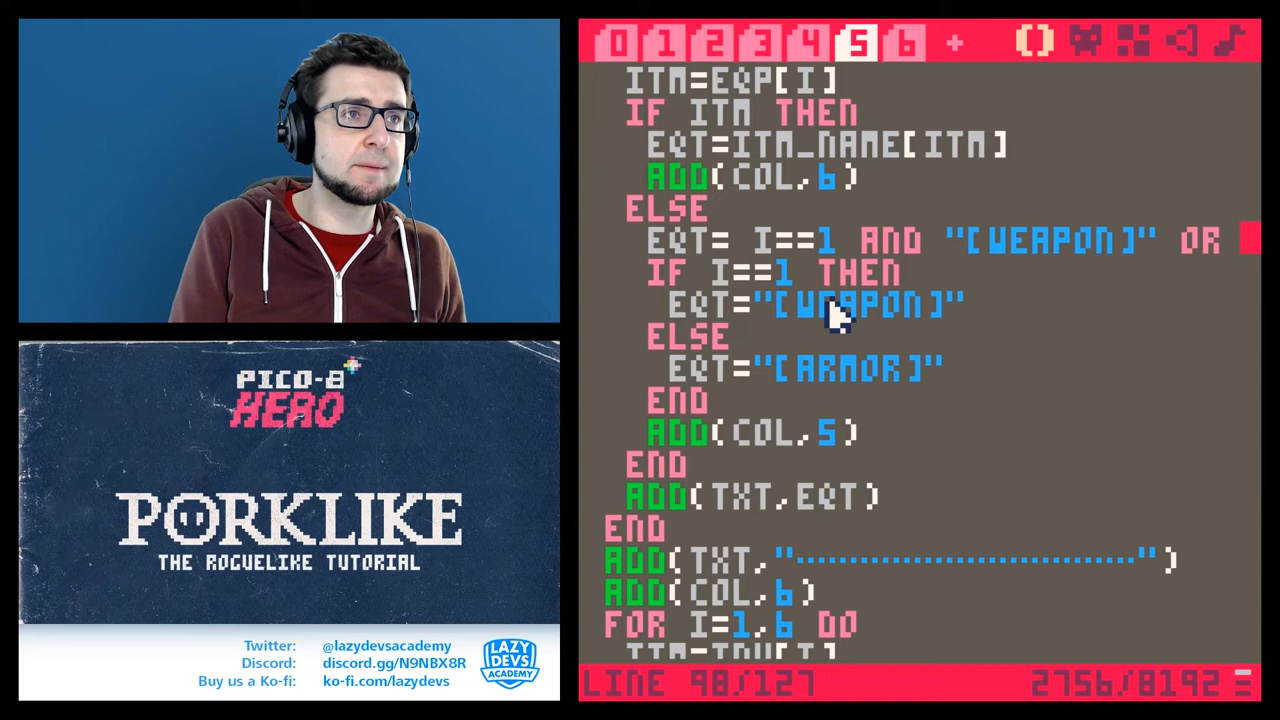 PICO-8
HERO
PORKLIKE
THE ROGUELIKE TUTORIAL
Twitter: @lazydevsacademy
Discord: discord.gg/N9NBX8R
Buy us a Ko-fi: ko-fi.com/lazydevs
LAZY
DEVS
ACADEMY
0 1 2 3 4 5 6 +
ITM=EQP[I]
IF ITM THEN
EQT=ITM_NAME[ITM]
ADD(COL,6)
ELSE
EQT= I==1 AND "[WEAPON]" OR
IF I==1 THEN
EQT="[WEAPON]"
ELSE
EQT="[ARMOR]"
END
ADD(COL,5)
END
ADD(TXT,EQT)
END
ADD(TXT,"…………………………")
ADD(COL,6)
FOR I=1,6 DO
ITM=INV[I]
LINE 98/127 2756/8192